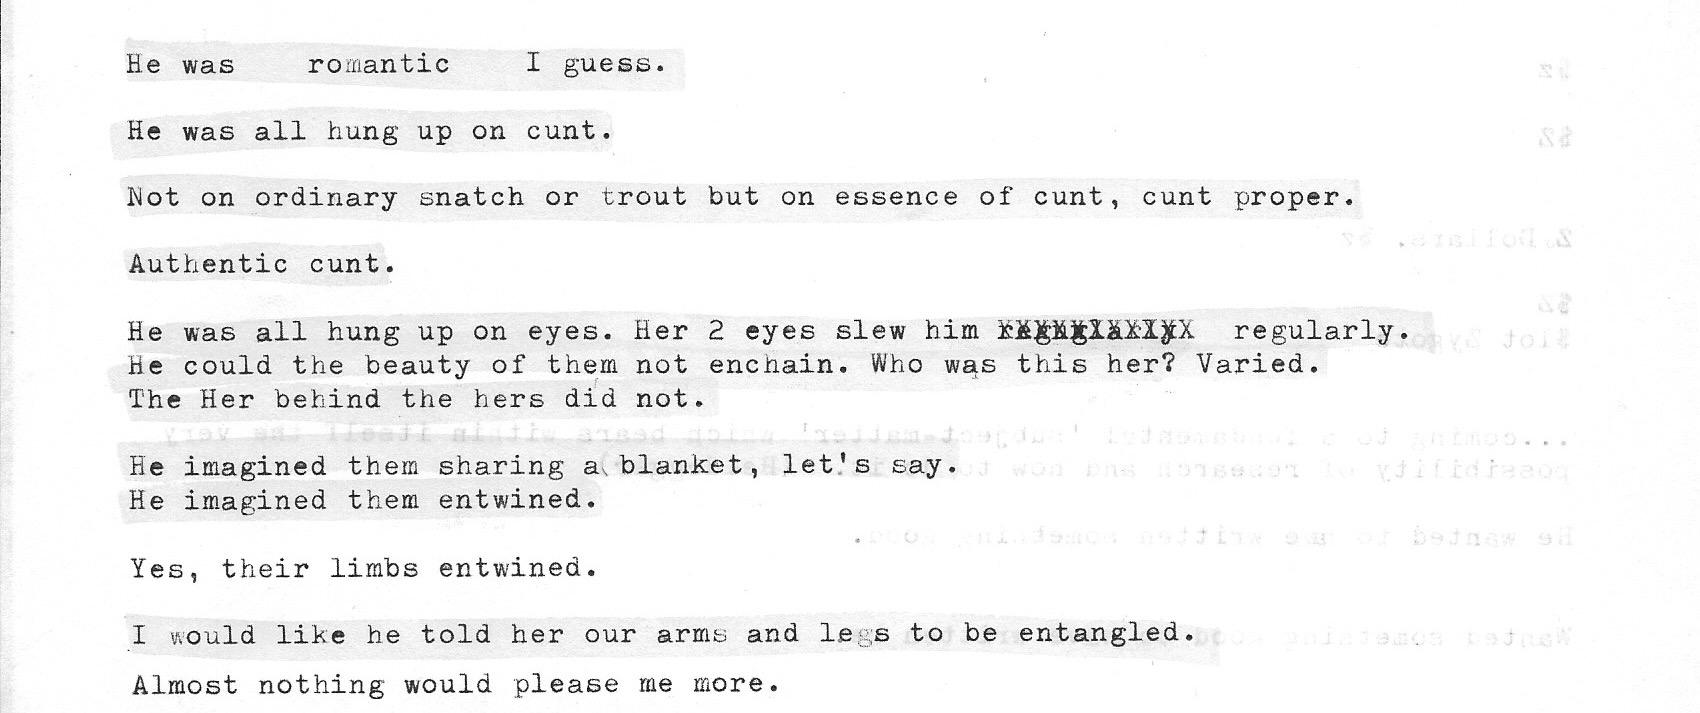 He was romantic I guess.
He was all hung up on cunt.
Not on ordinary snatch or trout but on essence of cunt, cunt proper.
Authentic cunt.
He was all hung up on eyes. Her 2 eyes slew him regularly.
He could the beauty of them not enchain. Who was this her? Varied.
The Her behind the hers did not.
He imagined them sharing a blanket, let's say.
He imagined them entwined.
Yes, their limbs entwined.
I would like he told her our arms and legs to be entangled.
Almost nothing would please me more.